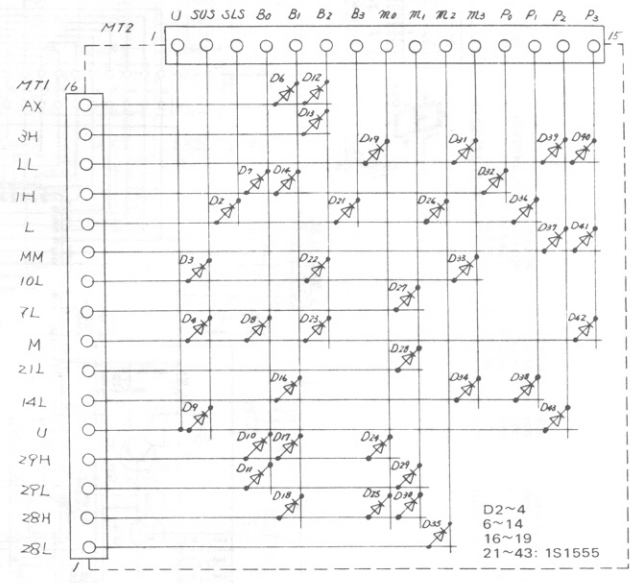 MT2
U SUS SLS B0 B1 B2 B3 M0 M1 M2 M3 P0 P1 P2 P3
1 15
MT1
16
AX
D6 D12
D13
3H
D19 D31 D39 D40
LL
D7 D14 D32
1H
D2 D21 D26 D36
L
D37 D41
MM
D3 D22 D33
10L
D27
7L
D4 D8 D23 D42
M
D28
21L
D16 D34 D38
14L
D9 D43
U
D10 D17 D24
29H
D11 D29
29L
D18 D25 D30
28H
D35
28L
1
D2~4
6~14
16~19
21~43: 1S1555